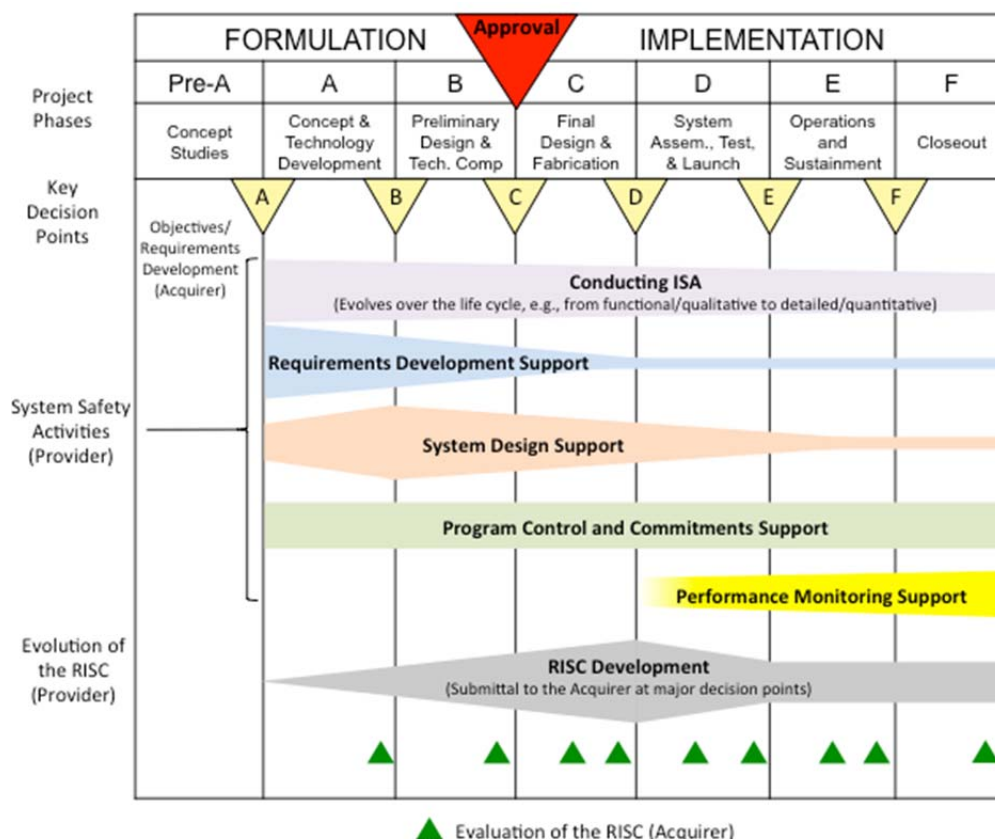 FORMULATION
Approval
IMPLEMENTATION
Project
Phases
Pre-A
A
B
C
D
E
F
Concept
Studies
Concept &
Technology
Development
Preliminary
Design &
Tech. Comp
Final
Design &
Fabrication
System
Assem., Test,
& Launch
Operations
and
Sustainment
Closeout
Key
Decision
Points
A
B
C
D
E
F
Objectives/
Requirements
Development
(Acquirer)
System Safety
Activities
(Provider)
Conducting ISA
(Evolves over the life cycle, e.g., from functional/qualitative to detailed/quantitative)
Requirements Development Support
System Design Support
Program Control and Commitments Support
Performance Monitoring Support
Evolution of
the RISC
(Provider)
RISC Development
(Submittal to the Acquirer at major decision points)
Evaluation of the RISC (Acquirer)